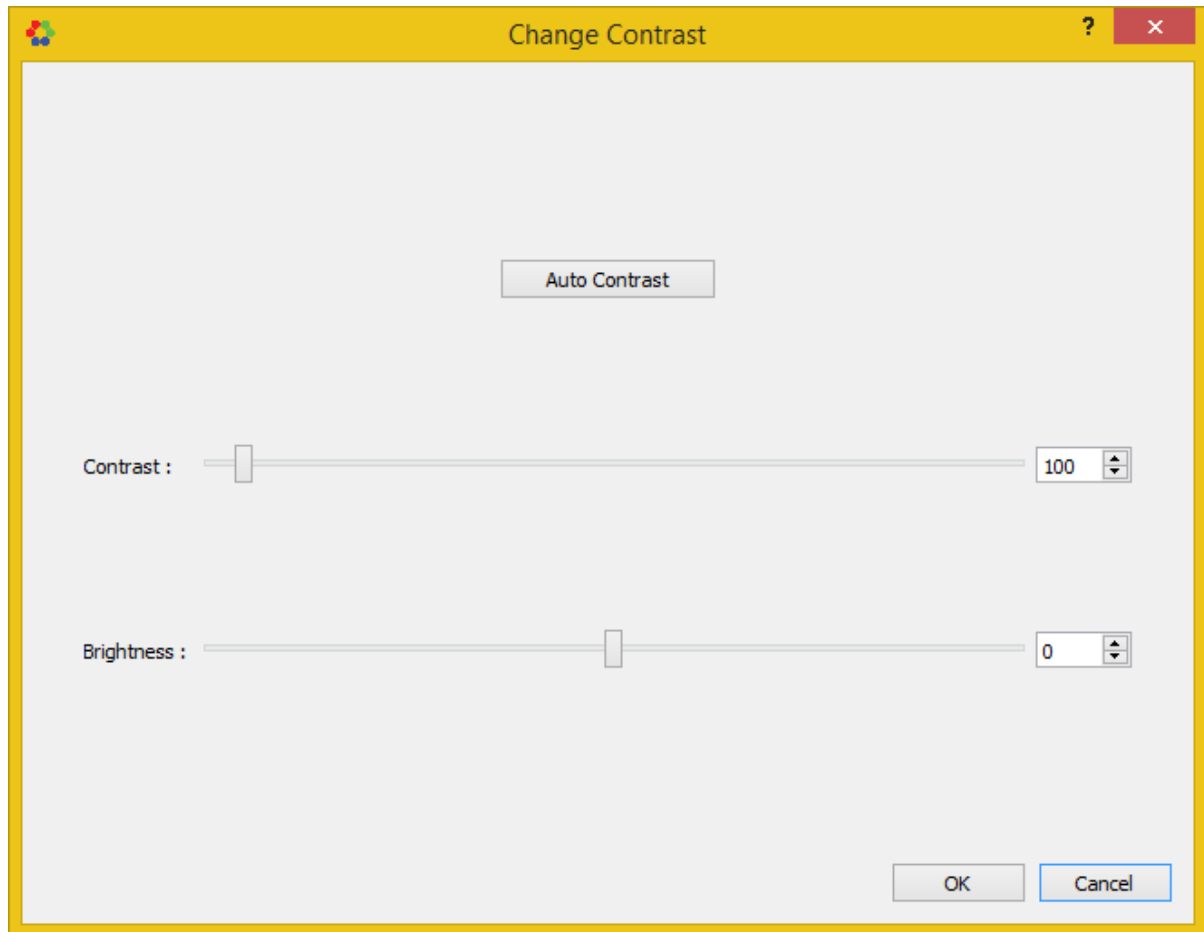 Change Contrast
?
Auto Contrast
Contrast : 100
Brightness : 0
OK Cancel